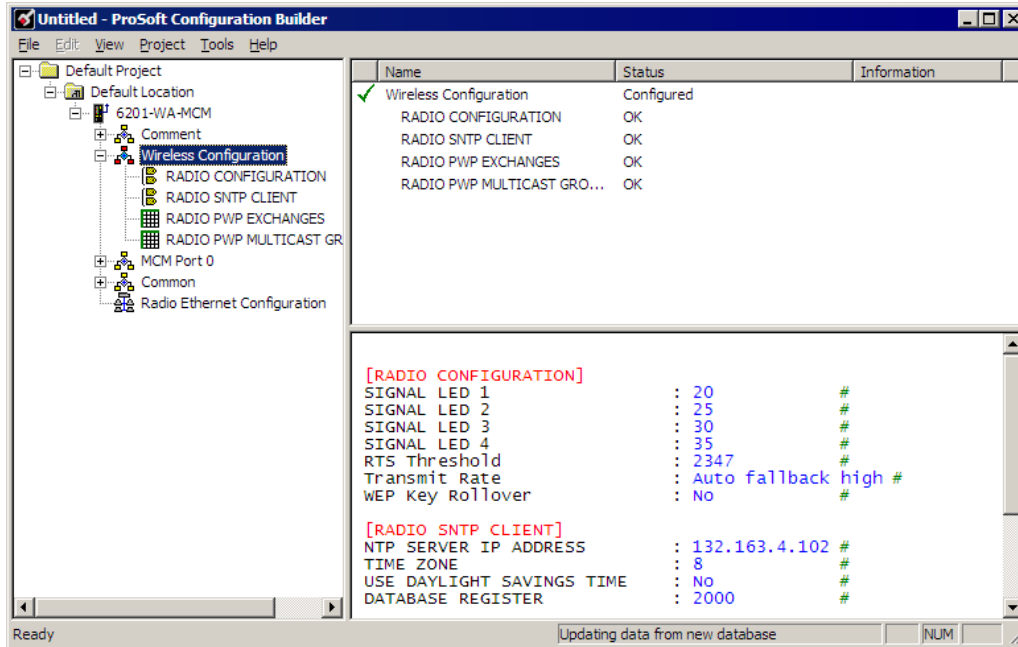 Untitled - ProSoft Configuration Builder
File Edit View Project Tools Help
Default Project
Default Location
6201-WA-MCM
Comment
Wireless Configuration
RADIO CONFIGURATION
RADIO SNTP CLIENT
RADIO PWP EXCHANGES
RADIO PWP MULTICAST GR
MCM Port 0
Common
Radio Ethernet Configuration
Name Status Information
Wireless Configuration Configured
RADIO CONFIGURATION OK
RADIO SNTP CLIENT OK
RADIO PWP EXCHANGES OK
RADIO PWP MULTICAST GRO... OK
[RADIO CONFIGURATION]
SIGNAL LED 1 : 20 #
SIGNAL LED 2 : 25 #
SIGNAL LED 3 : 30 #
SIGNAL LED 4 : 35 #
RTS Threshold : 2347 #
Transmit Rate : Auto fallback high #
WEP Key Rollover : No #
[RADIO SNTP CLIENT]
NTP SERVER IP ADDRESS : 132.163.4.102 #
TIME ZONE : 8 #
USE DAYLIGHT SAVINGS TIME : No #
DATABASE REGISTER : 2000 #
Ready Updating data from new database NUM